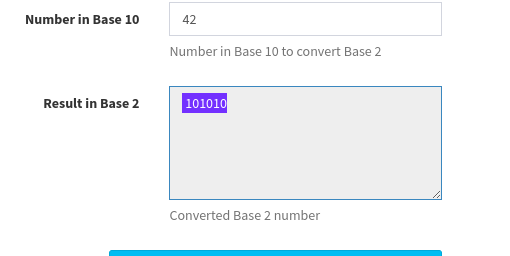 Number in Base 10
42
Number in Base 10 to convert Base 2
Result in Base 2
101010
Converted Base 2 number